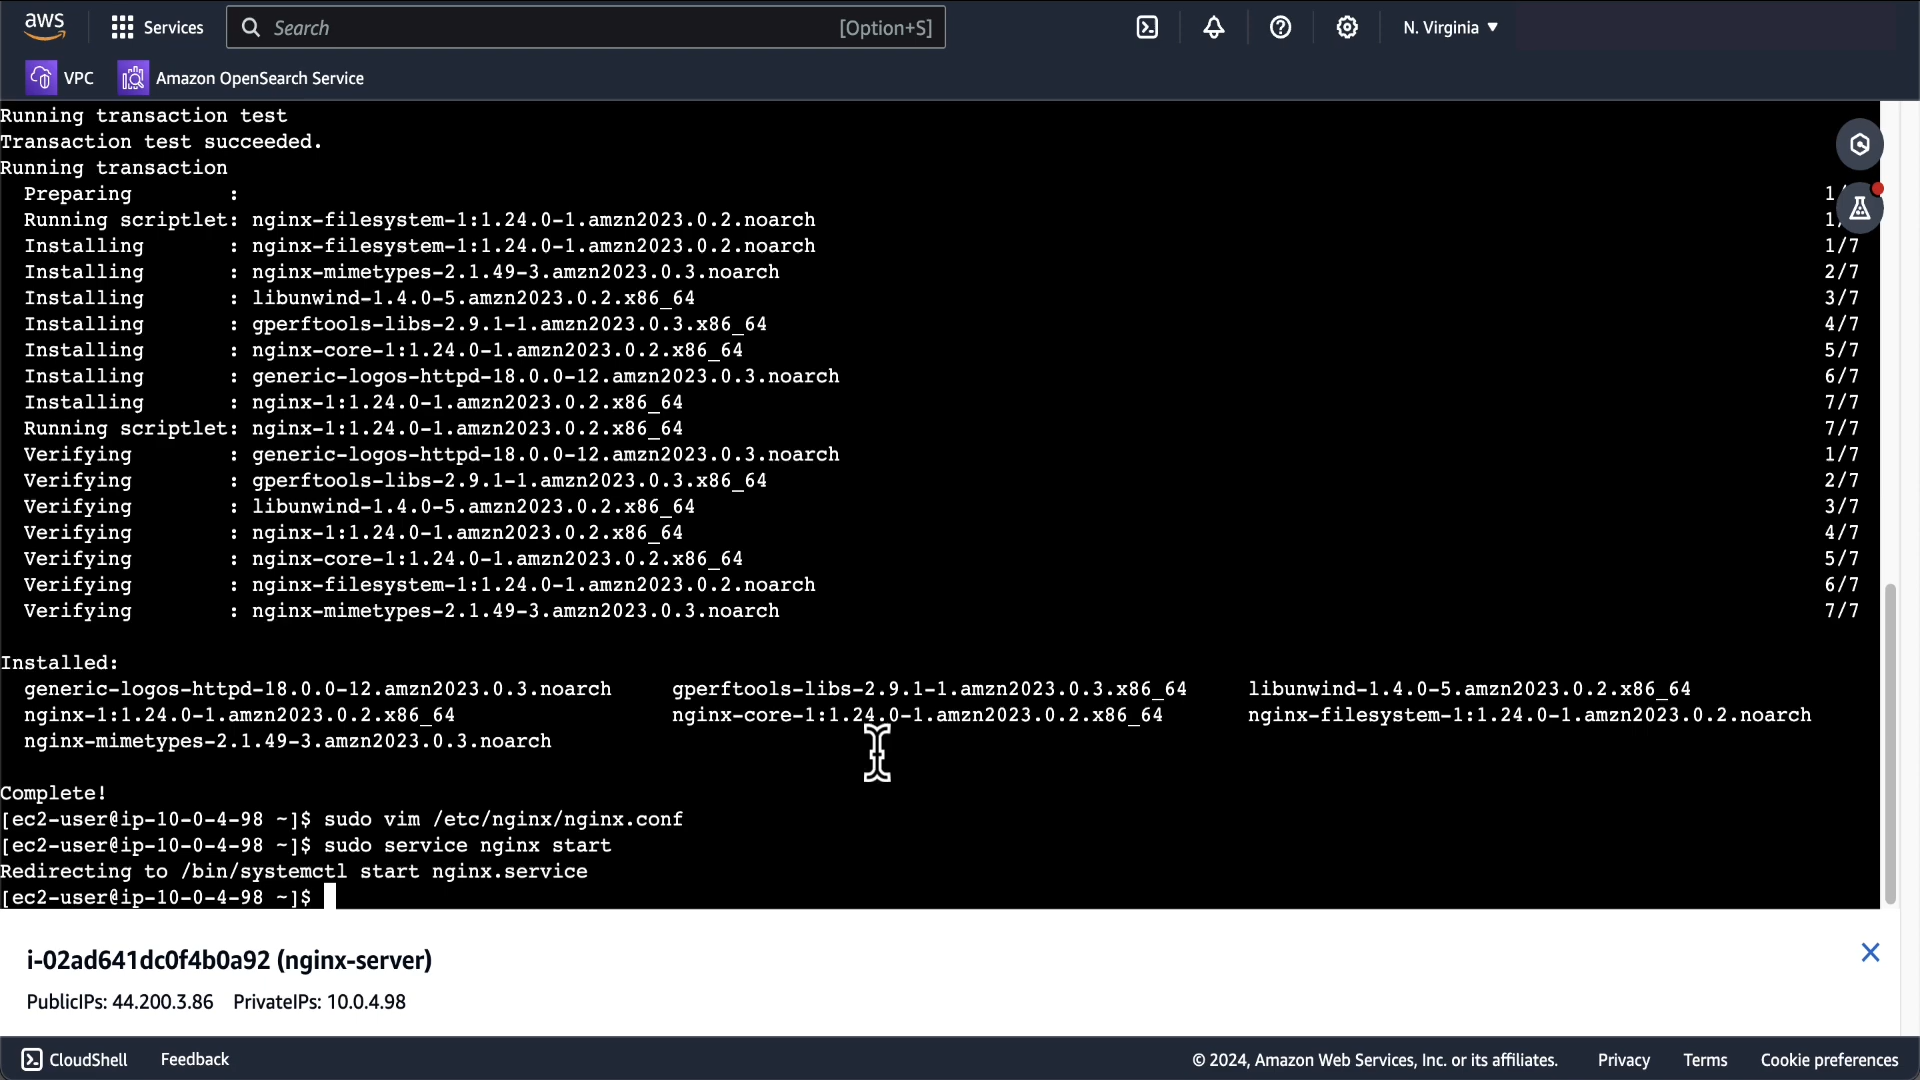 aws
Services
Search [Option+S]
N. Virginia ▼
VPC
Amazon OpenSearch Service
Running transaction test
Transaction test succeeded.
Running transaction
Preparing : 1/
Running scriptlet: nginx-filesystem-1:1.24.0-1.amzn2023.0.2.noarch 1/
Installing : nginx-filesystem-1:1.24.0-1.amzn2023.0.2.noarch 1/7
Installing : nginx-mimetypes-2.1.49-3.amzn2023.0.3.noarch 2/7
Installing : libunwind-1.4.0-5.amzn2023.0.2.x86_64 3/7
Installing : gperftools-libs-2.9.1-1.amzn2023.0.3.x86_64 4/7
Installing : nginx-core-1:1.24.0-1.amzn2023.0.2.x86_64 5/7
Installing : generic-logos-httpd-18.0.0-12.amzn2023.0.3.noarch 6/7
Installing : nginx-1:1.24.0-1.amzn2023.0.2.x86_64 7/7
Running scriptlet: nginx-1:1.24.0-1.amzn2023.0.2.x86_64 7/7
Verifying : generic-logos-httpd-18.0.0-12.amzn2023.0.3.noarch 1/7
Verifying : gperftools-libs-2.9.1-1.amzn2023.0.3.x86_64 2/7
Verifying : libunwind-1.4.0-5.amzn2023.0.2.x86_64 3/7
Verifying : nginx-1:1.24.0-1.amzn2023.0.2.x86_64 4/7
Verifying : nginx-core-1:1.24.0-1.amzn2023.0.2.x86_64 5/7
Verifying : nginx-filesystem-1:1.24.0-1.amzn2023.0.2.noarch 6/7
Verifying : nginx-mimetypes-2.1.49-3.amzn2023.0.3.noarch 7/7
Installed:
generic-logos-httpd-18.0.0-12.amzn2023.0.3.noarch gperftools-libs-2.9.1-1.amzn2023.0.3.x86_64 libunwind-1.4.0-5.amzn2023.0.2.x86_64
nginx-1:1.24.0-1.amzn2023.0.2.x86_64 nginx-core-1:1.24.0-1.amzn2023.0.2.x86_64 nginx-filesystem-1:1.24.0-1.amzn2023.0.2.noarch
nginx-mimetypes-2.1.49-3.amzn2023.0.3.noarch
Complete!
[ec2-user@ip-10-0-4-98 ~]$ sudo vim /etc/nginx/nginx.conf
[ec2-user@ip-10-0-4-98 ~]$ sudo service nginx start
Redirecting to /bin/systemctl start nginx.service
[ec2-user@ip-10-0-4-98 ~]$
i-02ad641dc0f4b0a92 (nginx-server)
PublicIPs: 44.200.3.86 PrivateIPs: 10.0.4.98
CloudShell Feedback © 2024, Amazon Web Services, Inc. or its affiliates. Privacy Terms Cookie preferences